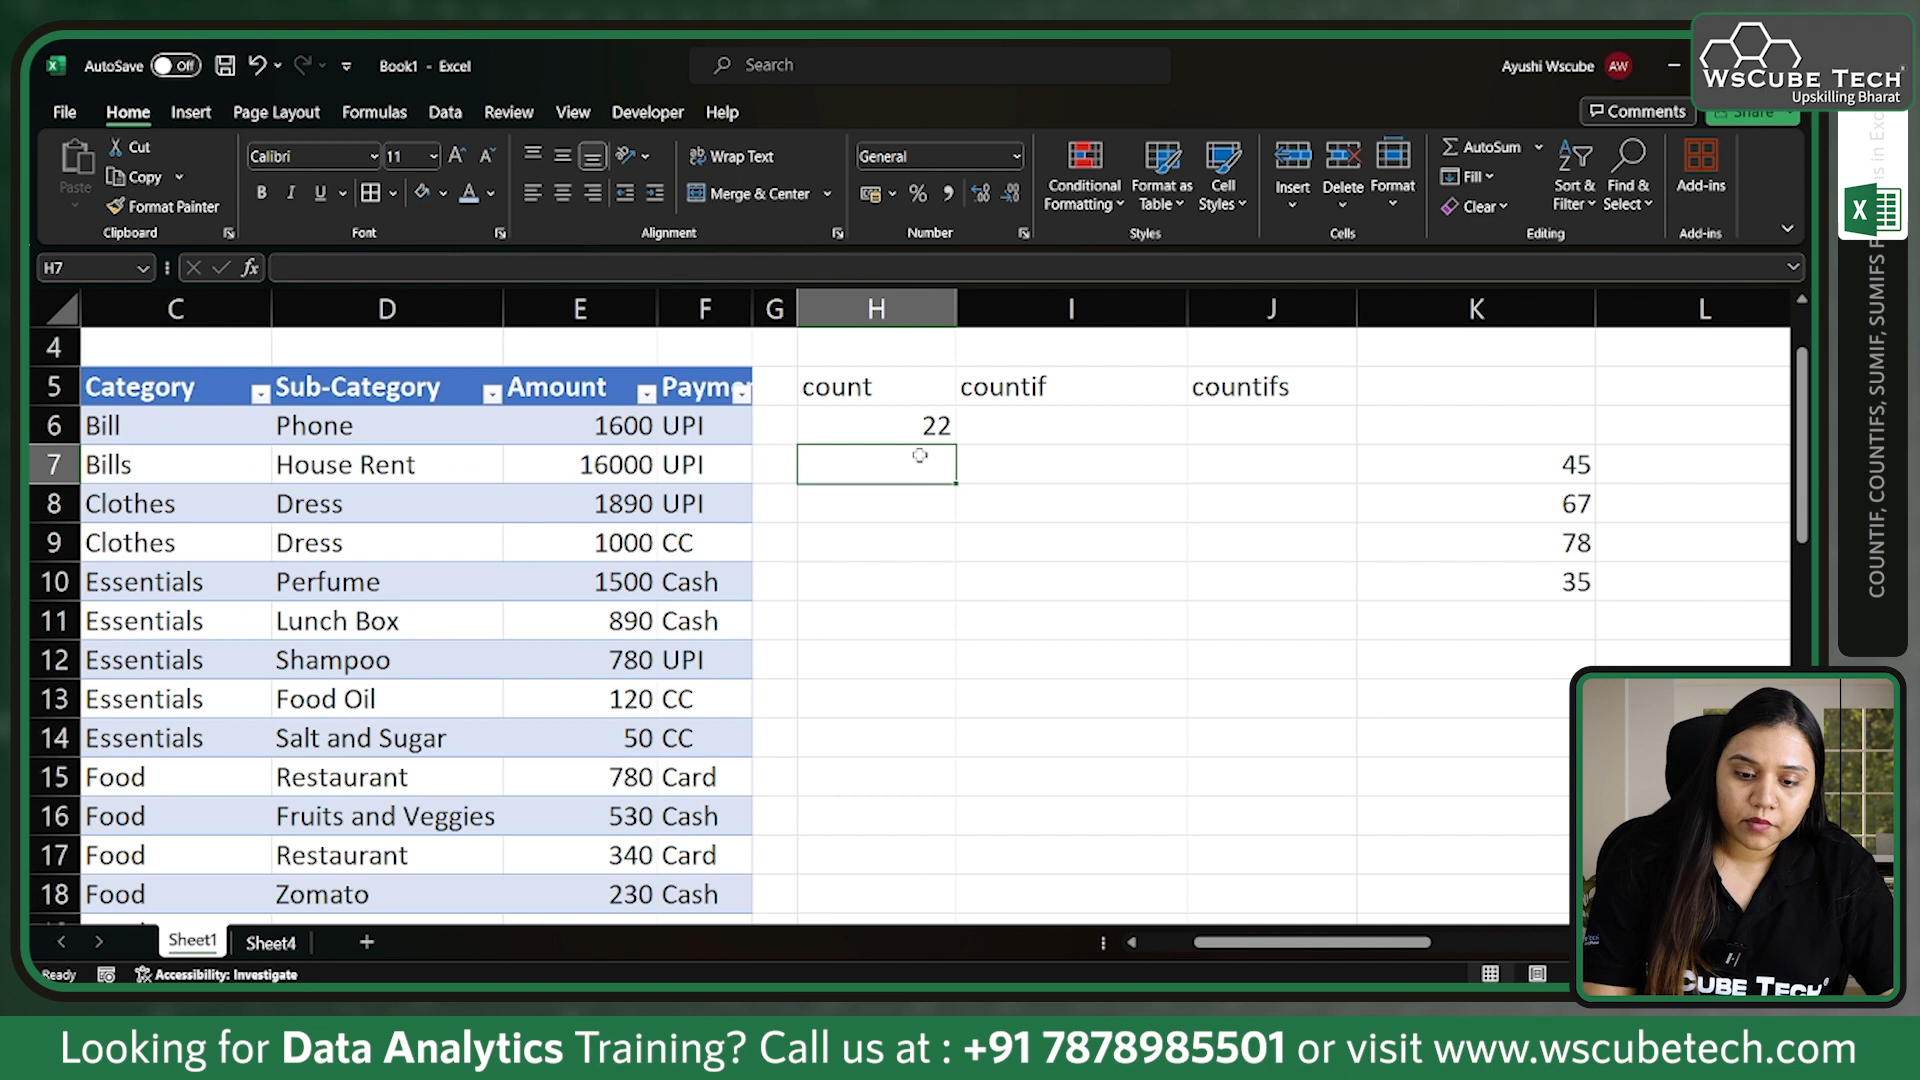 AutoSave Off Book1 - Excel Search Ayushi Wscube AW
WSCUBE TECH
Upskilling Bharat
File Home Insert Page Layout Formulas Data Review View Developer Help Comments Share
Paste Cut Copy Format Painter Clipboard
Calibri 11 B I U A Font
Wrap Text Merge & Center Alignment
General % Number
Conditional Formatting Format as Table Cell Styles Styles
Insert Delete Format Cells
AutoSum Fill Clear Sort & Filter Find & Select Editing
Add-ins Add-ins
H7 fx
C D E F G H I J K L
4
5 Category Sub-Category Amount Payme count countif countifs
6 Bill Phone 1600 UPI 22
7 Bills House Rent 16000 UPI 45
8 Clothes Dress 1890 UPI 67
9 Clothes Dress 1000 CC 78
10 Essentials Perfume 1500 Cash 35
11 Essentials Lunch Box 890 Cash
12 Essentials Shampoo 780 UPI
13 Essentials Food Oil 120 CC
14 Essentials Salt and Sugar 50 CC
15 Food Restaurant 780 Card
16 Food Fruits and Veggies 530 Cash
17 Food Restaurant 340 Card
18 Food Zomato 230 Cash
Sheet1 Sheet4
Ready Accessibility: Investigate
COUNTIF, COUNTIFS, SUMIF, SUMIFS F
ns in Exc
CUBE TECH
Looking for Data Analytics Training? Call us at : +91 7878985501 or visit www.wscubetech.com